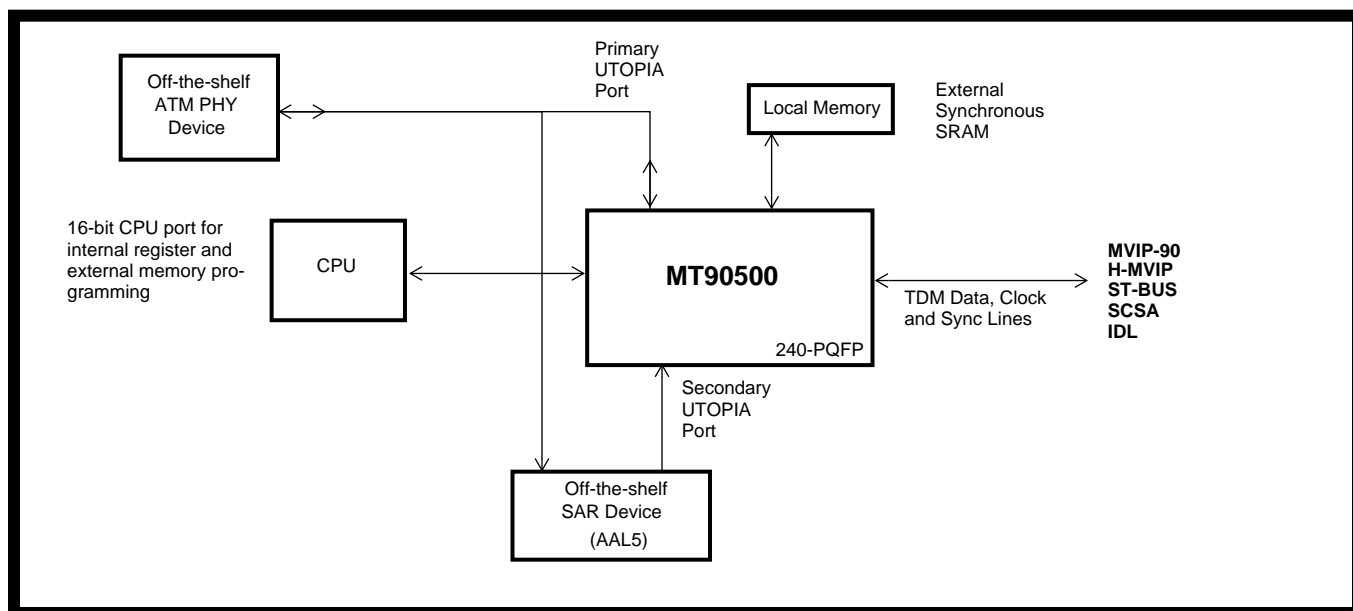 Off-the-shelf
ATM PHY
Device
Primary
UTOPIA
Port
Local Memory
External
Synchronous
SRAM
16-bit CPU port for
internal register and
external memory pro-
gramming
CPU
MT90500
240-PQFP
TDM Data, Clock
and Sync Lines
MVIP-90
H-MVIP
ST-BUS
SCSA
IDL
Secondary
UTOPIA
Port
Off-the-shelf
SAR Device
(AAL5)